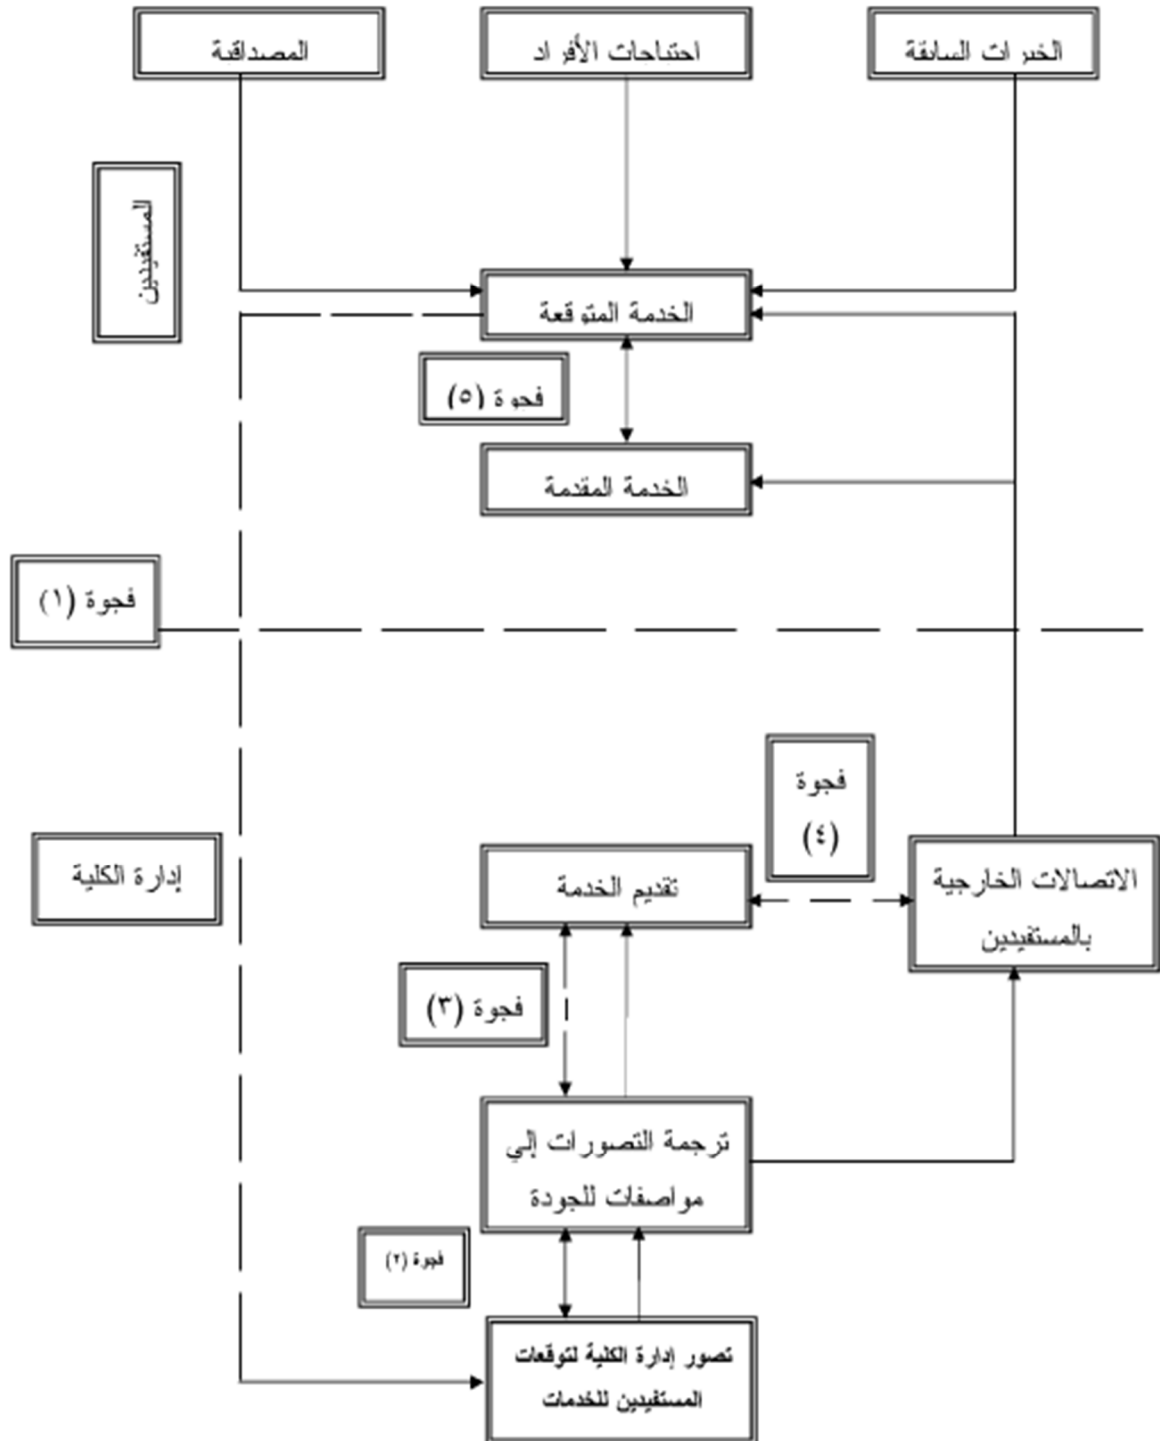 الخبرات السابقة
احتياجات الأفراد
المصداقية
المستفيدين
الخدمة المتوقعة
فجوة (٥)
الخدمة المقدمة
فجوة (١)
فجوة
(٤)
الاتصالات الخارجية
بالمستفيدين
تقديم الخدمة
إدارة الكلية
فجوة (٣)
ترجمة التصورات إلي
مواصفات للجودة
فجوة (٢)
تصور إدارة الكلية لتوقعات
المستفيدين للخدمات